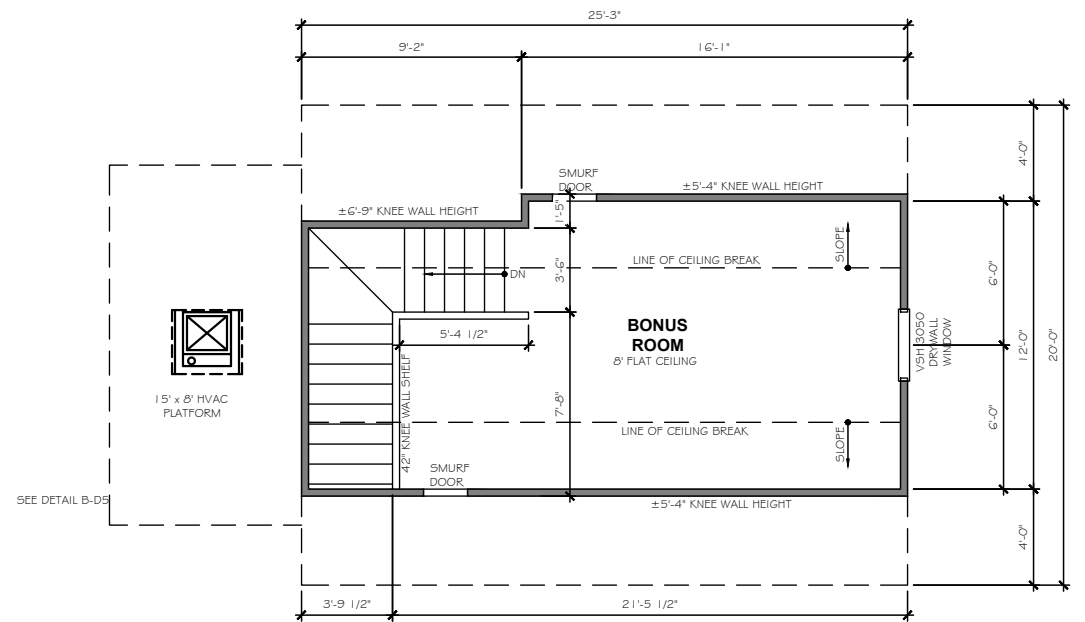 25'-3"
9'-2"
16'-1"
4'-0"
SMURF
DOOR
±5'-4" KNEE WALL HEIGHT
±6'-9" KNEE WALL HEIGHT
1'-5"
SLOPE
LINE OF CEILING BREAK
DN
3'-6"
6'-0"
5'-4 1/2"
BONUS
ROOM
8' FLAT CEILING
VSH 3050
DRYWALL
WINDOW
12'-0"
20'-0"
15' x 8' HVAC
PLATFORM
42" KNEE WALL SHELF
7'-8"
6'-0"
LINE OF CEILING BREAK
SLOPE
SMURF
DOOR
SEE DETAIL B-D5
±5'-4" KNEE WALL HEIGHT
4'-0"
3'-9 1/2"
21'-5 1/2"